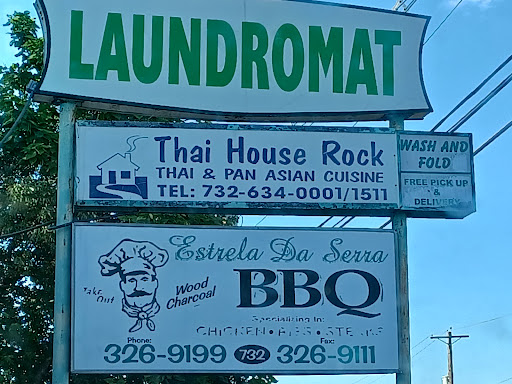 LAUNDROMAT
Thai House Rock
THAI & PAN ASIAN CUISINE
TEL: 732-634-0001/1511
WASH AND
FOLD
FREE PICK UP
&
DELIVERY
Estrela Da Serra
BBQ
Take
Out
Wood
Charcoal
Specializing In:
CHICKEN • RIBS • STEAKS
Phone:
Fax:
326-9199 732 326-9111